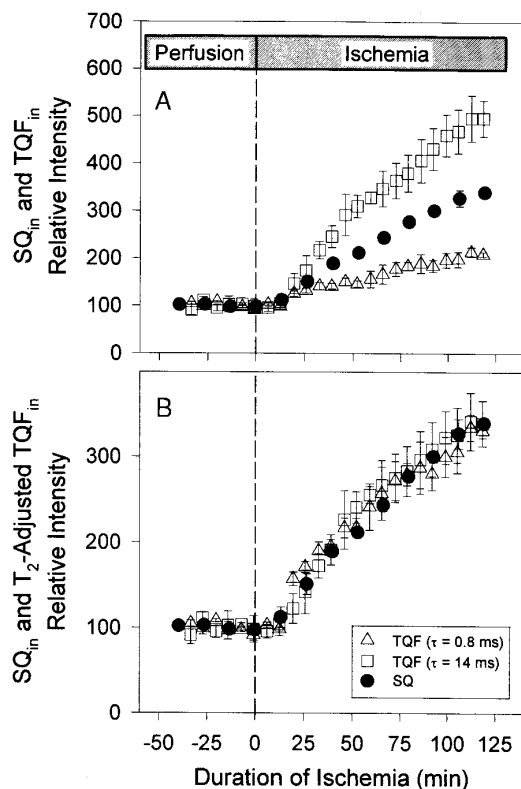 700
600
500
400
300
200
100
0
SQin and TQFin
Relative Intensity
Perfusion
Ischemia
A
B
300
200
100
0
SQin and T2-Adjusted TQFin
Relative Intensity
TQF (τ = 0.8 ms)
TQF (τ = 14 ms)
SQ
-50 -25 0 25 50 75 100 125
Duration of Ischemia (min)